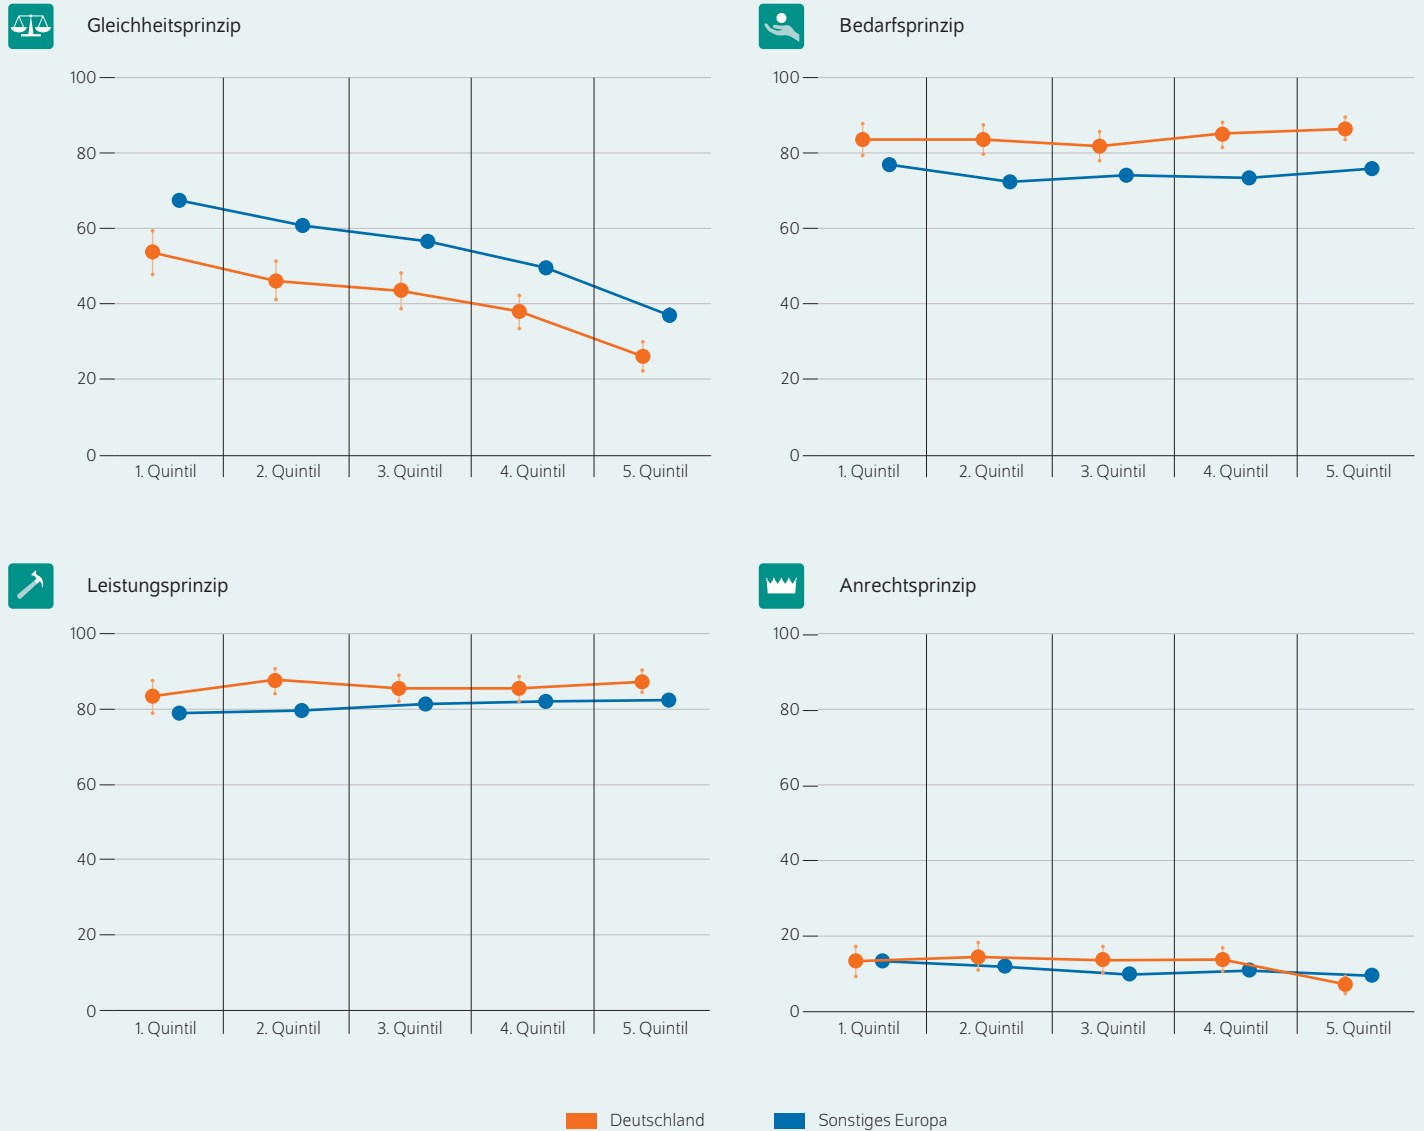 Gleichheitsprinzip
100
80
60
40
20
0
1. Quintil 2. Quintil 3. Quintil 4. Quintil 5. Quintil
Bedarfsprinzip
100
80
60
40
20
0
1. Quintil 2. Quintil 3. Quintil 4. Quintil 5. Quintil
Leistungsprinzip
100
80
60
40
20
0
1. Quintil 2. Quintil 3. Quintil 4. Quintil 5. Quintil
Anrechtsprinzip
100
80
60
40
20
0
1. Quintil 2. Quintil 3. Quintil 4. Quintil 5. Quintil
Deutschland Sonstiges Europa